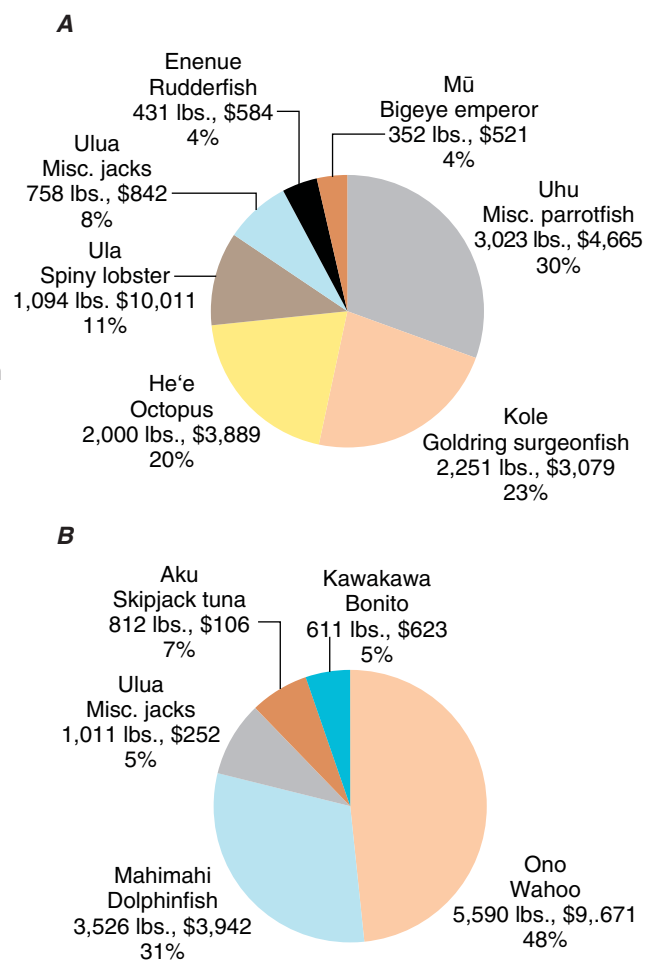 A
Enenue
Rudderfish
431 lbs., $584
4%
Mū
Bigeye emperor
352 lbs., $521
4%
Ulua
Misc. jacks
758 lbs., $842
8%
Uhu
Misc. parrotfish
3,023 lbs., $4,665
30%
Ula
Spiny lobster
1,094 lbs. $10,011
11%
He‘e
Octopus
2,000 lbs., $3,889
20%
Kole
Goldring surgeonfish
2,251 lbs., $3,079
23%
B
Aku
Skipjack tuna
812 lbs., $106
7%
Kawakawa
Bonito
611 lbs., $623
5%
Ulua
Misc. jacks
1,011 lbs., $252
5%
Mahimahi
Dolphinfish
3,526 lbs., $3,942
31%
Ono
Wahoo
5,590 lbs., $9,.671
48%